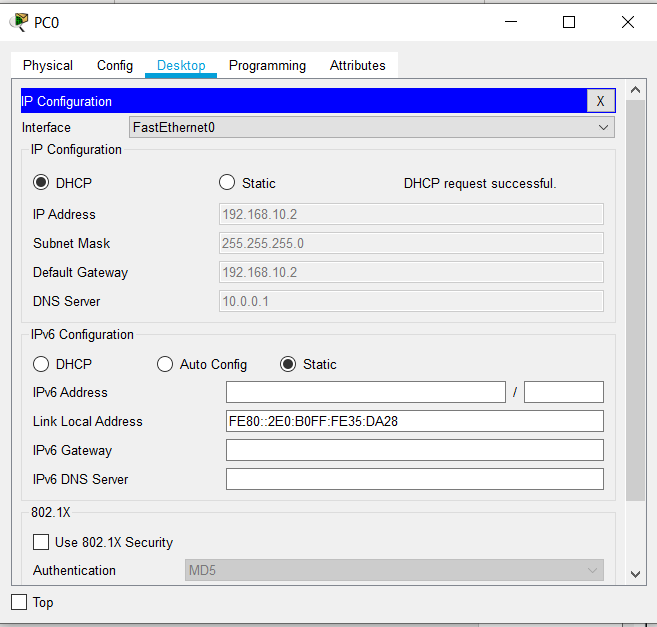 PC0
Physical Config Desktop Programming Attributes
IP Configuration X
Interface FastEthernet0
IP Configuration
DHCP Static DHCP request successful.
IP Address 192.168.10.2
Subnet Mask 255.255.255.0
Default Gateway 192.168.10.2
DNS Server 10.0.0.1
IPv6 Configuration
DHCP Auto Config Static
IPv6 Address /
Link Local Address FE80::2E0:B0FF:FE35:DA28
IPv6 Gateway
IPv6 DNS Server
802.1X
Use 802.1X Security
Authentication MD5
Top